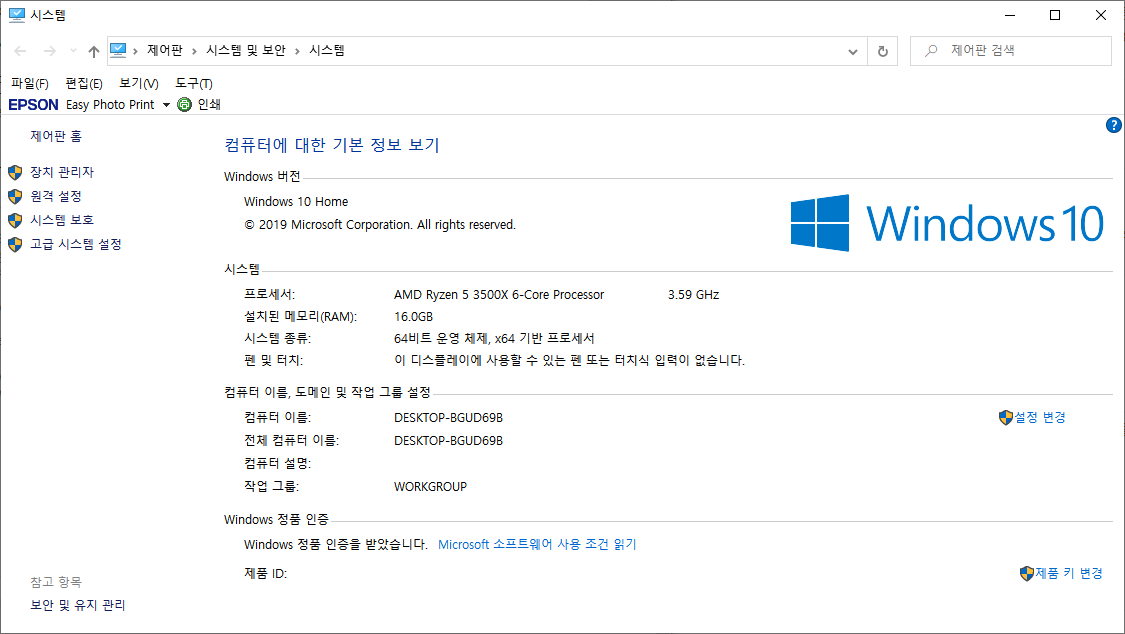 시스템
제어판 › 시스템 및 보안 › 시스템
제어판 검색
파일(F) 편집(E) 보기(V) 도구(T)
EPSON Easy Photo Print 인쇄
제어판 홈
장치 관리자
원격 설정
시스템 보호
고급 시스템 설정
참고 항목
보안 및 유지 관리
?
컴퓨터에 대한 기본 정보 보기
Windows 버전
Windows 10 Home
© 2019 Microsoft Corporation. All rights reserved.
Windows 10
시스템
프로세서: AMD Ryzen 5 3500X 6-Core Processor 3.59 GHz
설치된 메모리(RAM): 16.0GB
시스템 종류: 64비트 운영 체제, x64 기반 프로세서
펜 및 터치: 이 디스플레이에 사용할 수 있는 펜 또는 터치식 입력이 없습니다.
컴퓨터 이름, 도메인 및 작업 그룹 설정
컴퓨터 이름: DESKTOP-BGUD69B 설정 변경
전체 컴퓨터 이름: DESKTOP-BGUD69B
컴퓨터 설명:
작업 그룹: WORKGROUP
Windows 정품 인증
Windows 정품 인증을 받았습니다. Microsoft 소프트웨어 사용 조건 읽기
제품 ID: 제품 키 변경